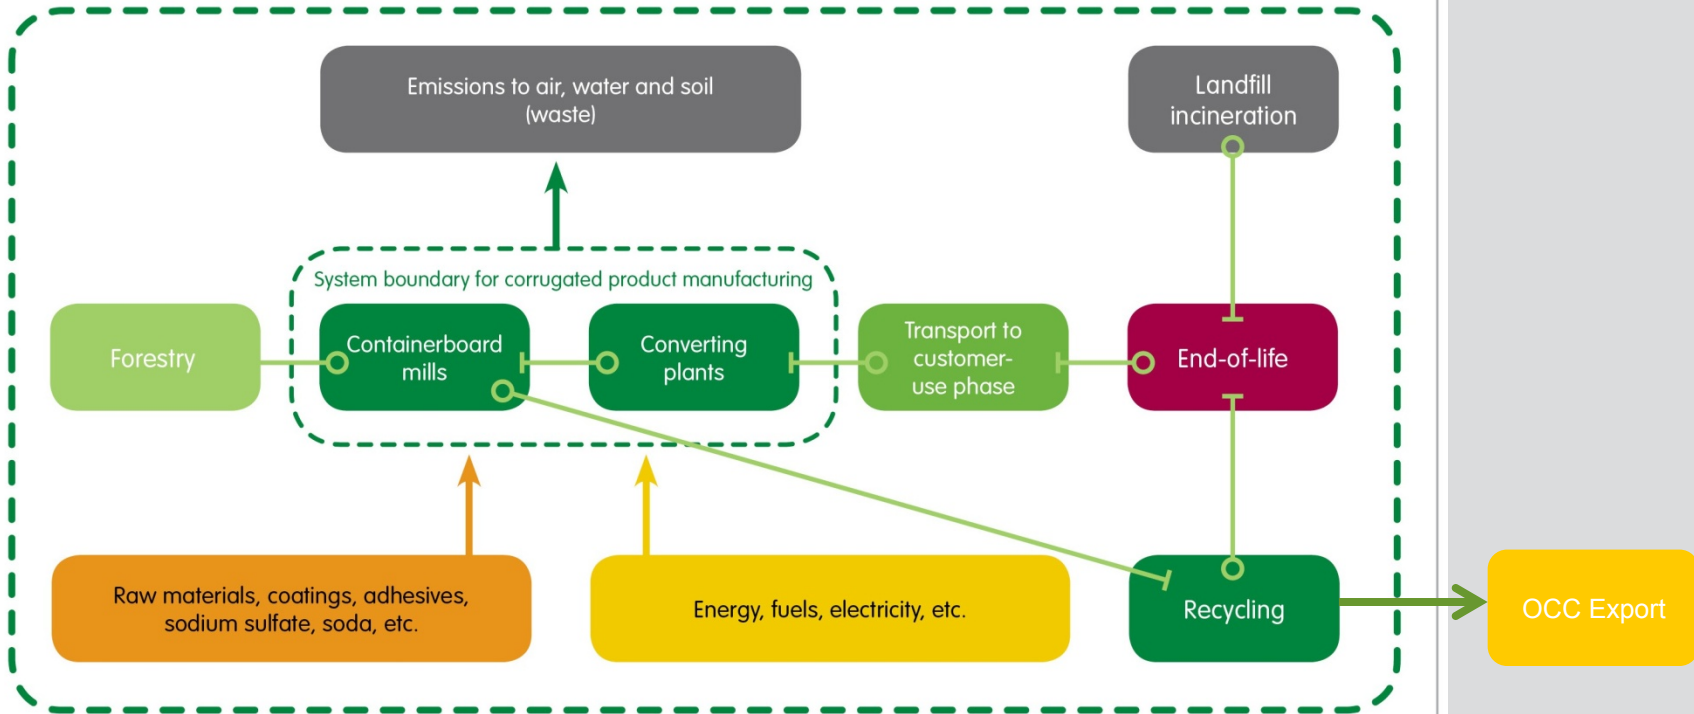 Emissions to air, water and soil
(waste)
Landfill
incineration
System boundary for corrugated product manufacturing
Forestry
Containerboard
mills
Converting
plants
Transport to
customer-
use phase
End-of-life
Raw materials, coatings, adhesives,
sodium sulfate, soda, etc.
Energy, fuels, electricity, etc.
Recycling
OCC Export